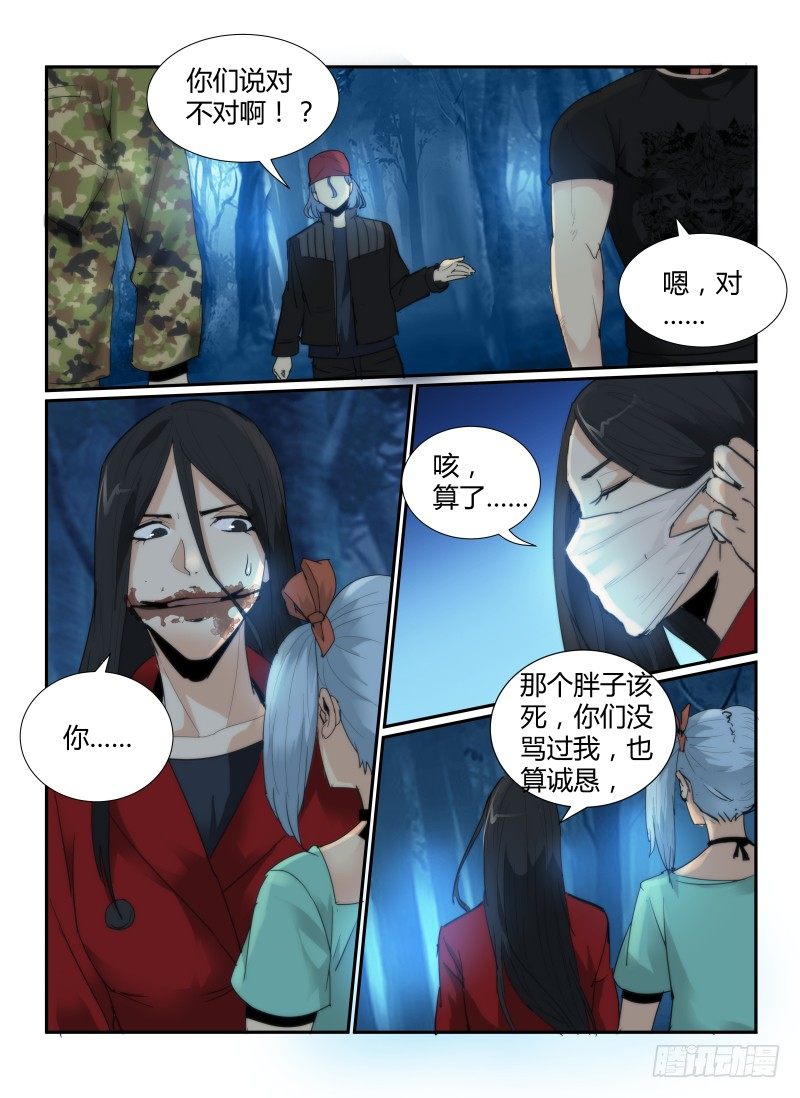 你们说对
不对啊！？
嗯，对
……
你……
咳，
算了……
那个胖子该
死，你们没
骂过我，也
算诚恳，
腾讯动漫